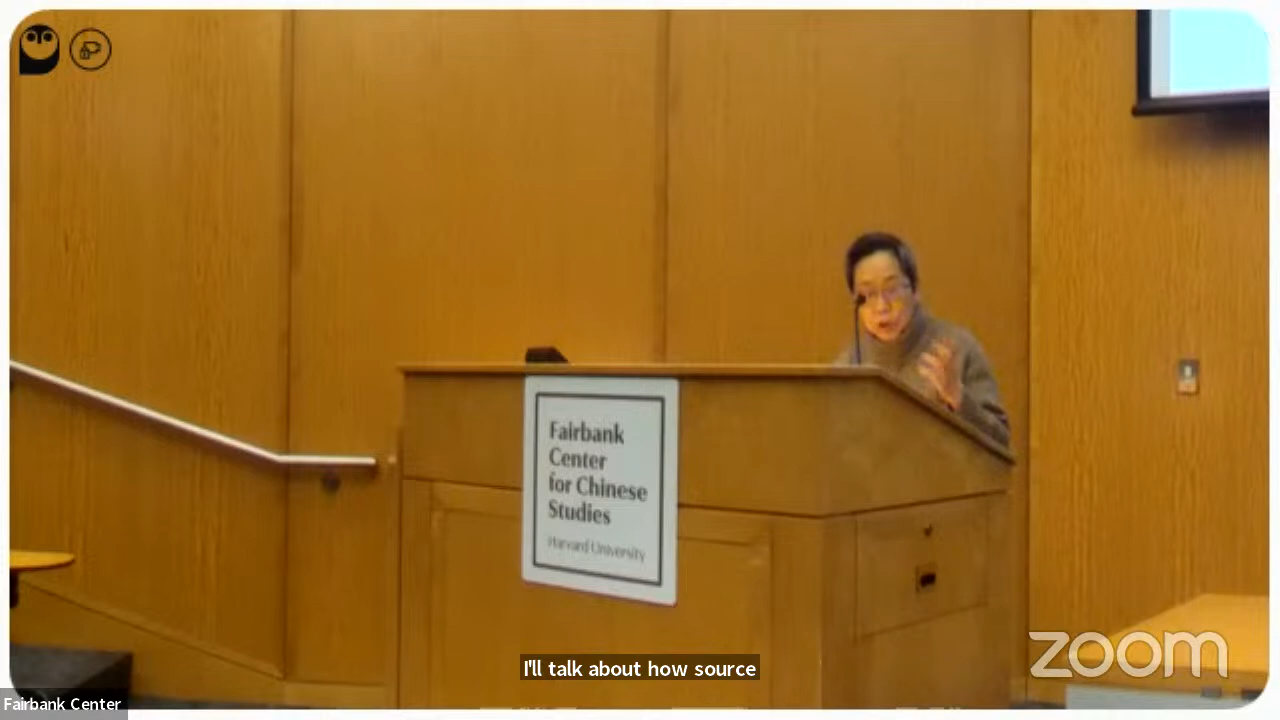 Fairbank
Center
for Chinese
Studies
Harvard University
I'll talk about how source
zoom
Fairbank Center